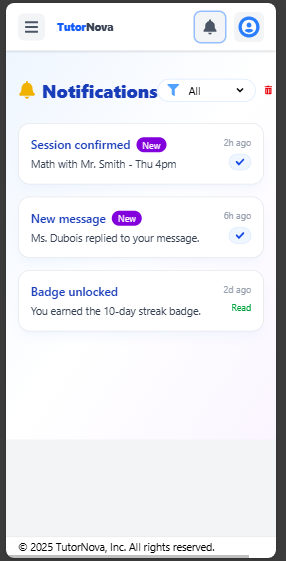 TutorNova
Notifications
All
Session confirmed New
2h ago
Math with Mr. Smith - Thu 4pm
New message New
6h ago
Ms. Dubois replied to your message.
Badge unlocked
2d ago
You earned the 10-day streak badge.
Read
© 2025 TutorNova, Inc. All rights reserved.